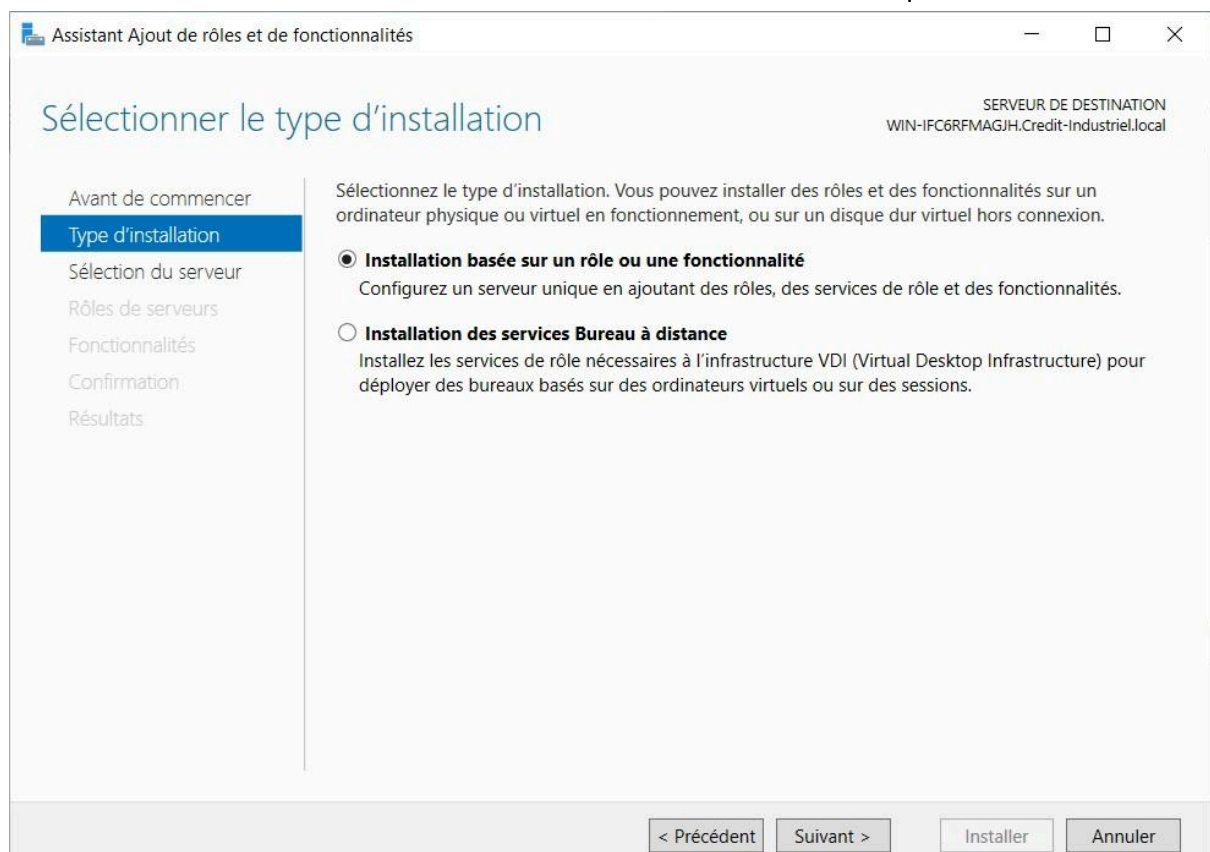 Assistant Ajout de rôles et de fonctionnalités
Sélectionner le type d'installation
SERVEUR DE DESTINATION
WIN-IFC6RFMAGJH.Credit-Industriel.local
Avant de commencer
Type d'installation
Sélection du serveur
Rôles de serveurs
Fonctionnalités
Confirmation
Résultats
Sélectionnez le type d'installation. Vous pouvez installer des rôles et des fonctionnalités sur un
ordinateur physique ou virtuel en fonctionnement, ou sur un disque dur virtuel hors connexion.
Installation basée sur un rôle ou une fonctionnalité
Configurez un serveur unique en ajoutant des rôles, des services de rôle et des fonctionnalités.
Installation des services Bureau à distance
Installez les services de rôle nécessaires à l'infrastructure VDI (Virtual Desktop Infrastructure) pour
déployer des bureaux basés sur des ordinateurs virtuels ou sur des sessions.
< Précédent
Suivant >
Installer
Annuler